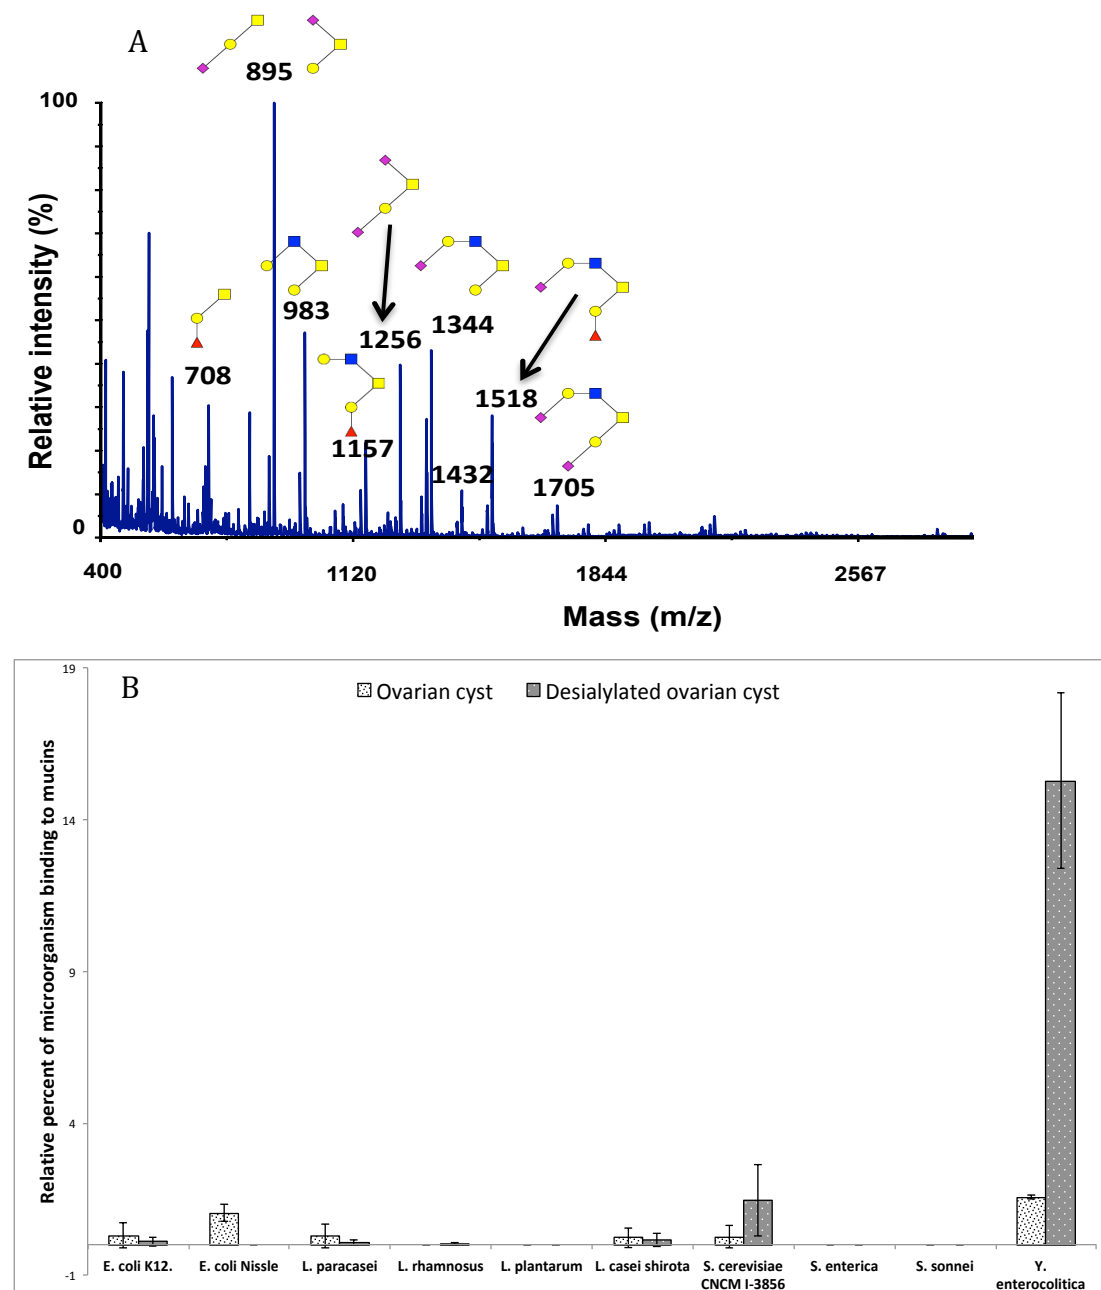 A
895
100
983
1344
1256
708
1518
1157
1432
1705
0
Relative intensity (%)
400
1120
1844
2567
Mass (m/z)
19
B
Ovarian cyst
Desialylated ovarian cyst
14
9
4
-1
Relative percent of microorganism binding to mucins
E. coli K12.
E. coli Nissle
L. paracasei
L. rhamnosus
L. plantarum
L. casei shirota
S. cerevisiae
CNCM I-3856
S. enterica
S. sonnei
Y.
enterocolitica